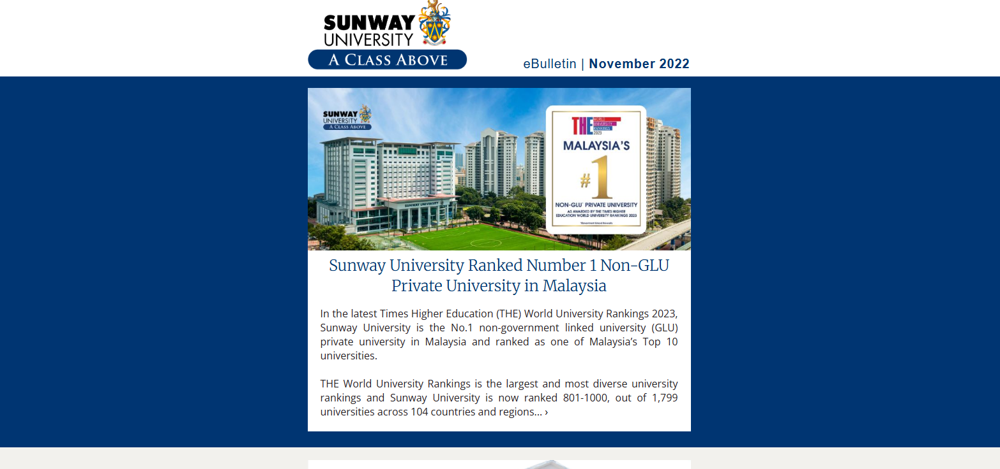 SUNWAY
UNIVERSITY
A CLASS ABOVE
eBulletin | November 2022
SUNWAY
UNIVERSITY
A CLASS ABOVE
THE WORLD
UNIVERSITY
RANKINGS
2023
MALAYSIA'S
#1
NON-GLU* PRIVATE UNIVERSITY
AS AWARDED BY THE TIMES HIGHER
EDUCATION WORLD UNIVERSITY RANKINGS 2023
*Government Linked University
SUNWAY UNIVERSITY
Sunway University Ranked Number 1 Non-GLU
Private University in Malaysia
In the latest Times Higher Education (THE) World University Rankings 2023,
Sunway University is the No.1 non-government linked university (GLU)
private university in Malaysia and ranked as one of Malaysia’s Top 10
universities.
THE World University Rankings is the largest and most diverse university
rankings and Sunway University is now ranked 801-1000, out of 1,799
universities across 104 countries and regions... ›